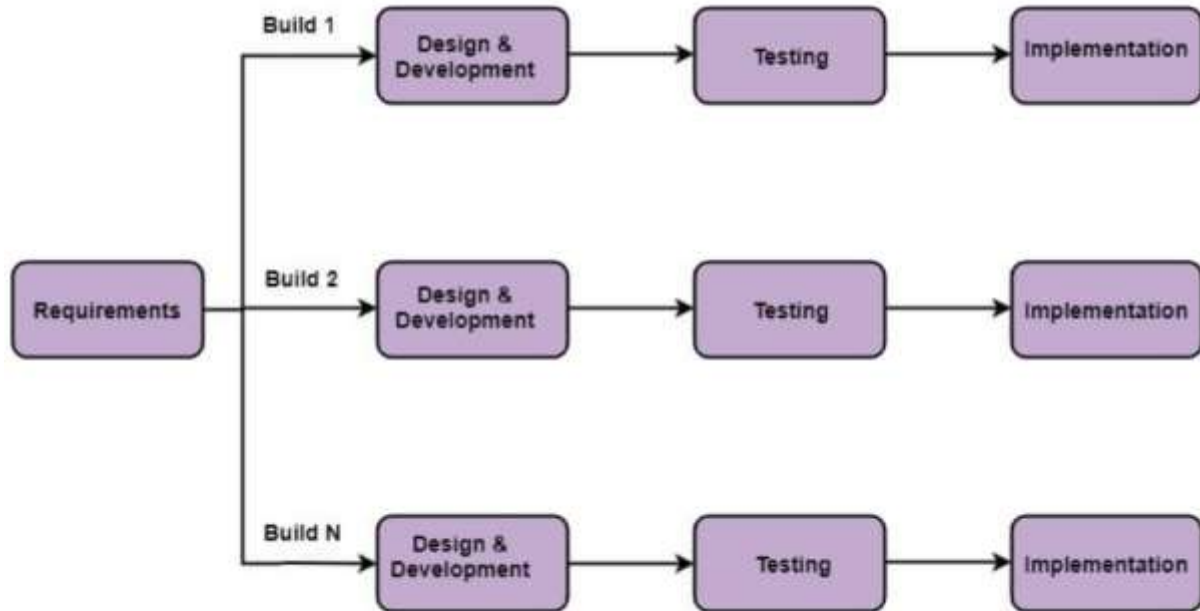 Build 1
Design &
Development
Testing
Implementation
Requirements
Build 2
Design &
Development
Testing
Implementation
Build N
Design &
Development
Testing
Implementation